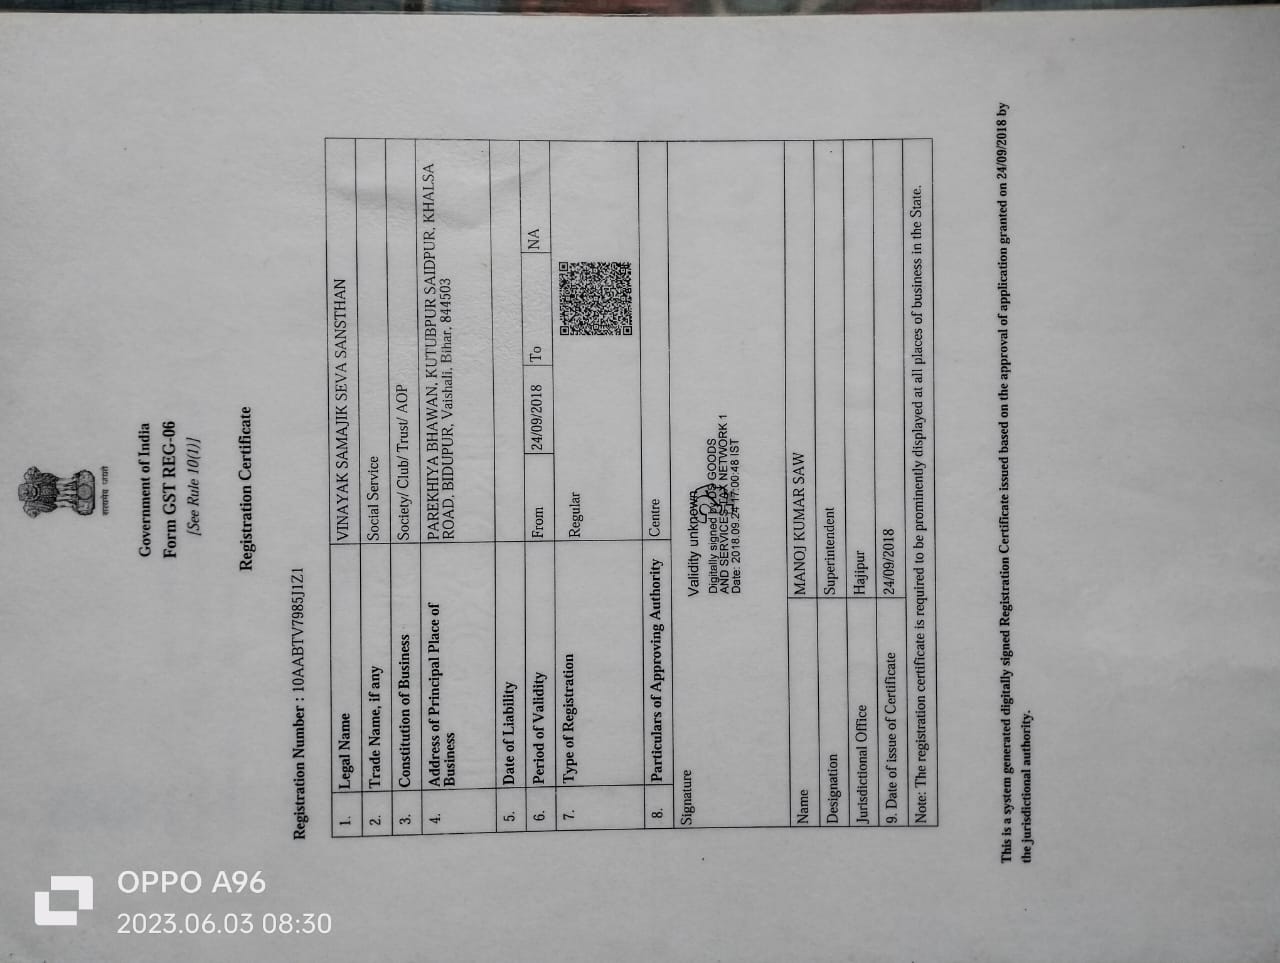 सत्यमेव जयते
Government of India
Form GST REG-06
[See Rule 10(1)]
Registration Certificate
Registration Number : 10AABTV7985J1Z1
1. Legal Name VINAYAK SAMAJIK SEVA SANSTHAN
2. Trade Name, if any Social Service
3. Constitution of Business Society/ Club/ Trust/ AOP
4. Address of Principal Place of Business PAREKHIYA BHAWAN, KUTUBPUR SAIDPUR, KHALSA
ROAD, BIDUPUR, Vaishali, Bihar, 844503
5. Date of Liability
6. Period of Validity From 24/09/2018 To NA
7. Type of Registration Regular
8. Particulars of Approving Authority Centre
Signature
Validity unknown
Digitally signed by DS GOODS
AND SERVICES TAX NETWORK 1
Date: 2018.09.24 17:00:48 IST
Name MANOJ KUMAR SAW
Designation Superintendent
Jurisdictional Office Hajipur
9. Date of issue of Certificate 24/09/2018
Note: The registration certificate is required to be prominently displayed at all places of business in the State.
This is a system generated digitally signed Registration Certificate issued based on the approval of application granted on 24/09/2018 by
the jurisdictional authority.
OPPO A96
2023.06.03 08:30